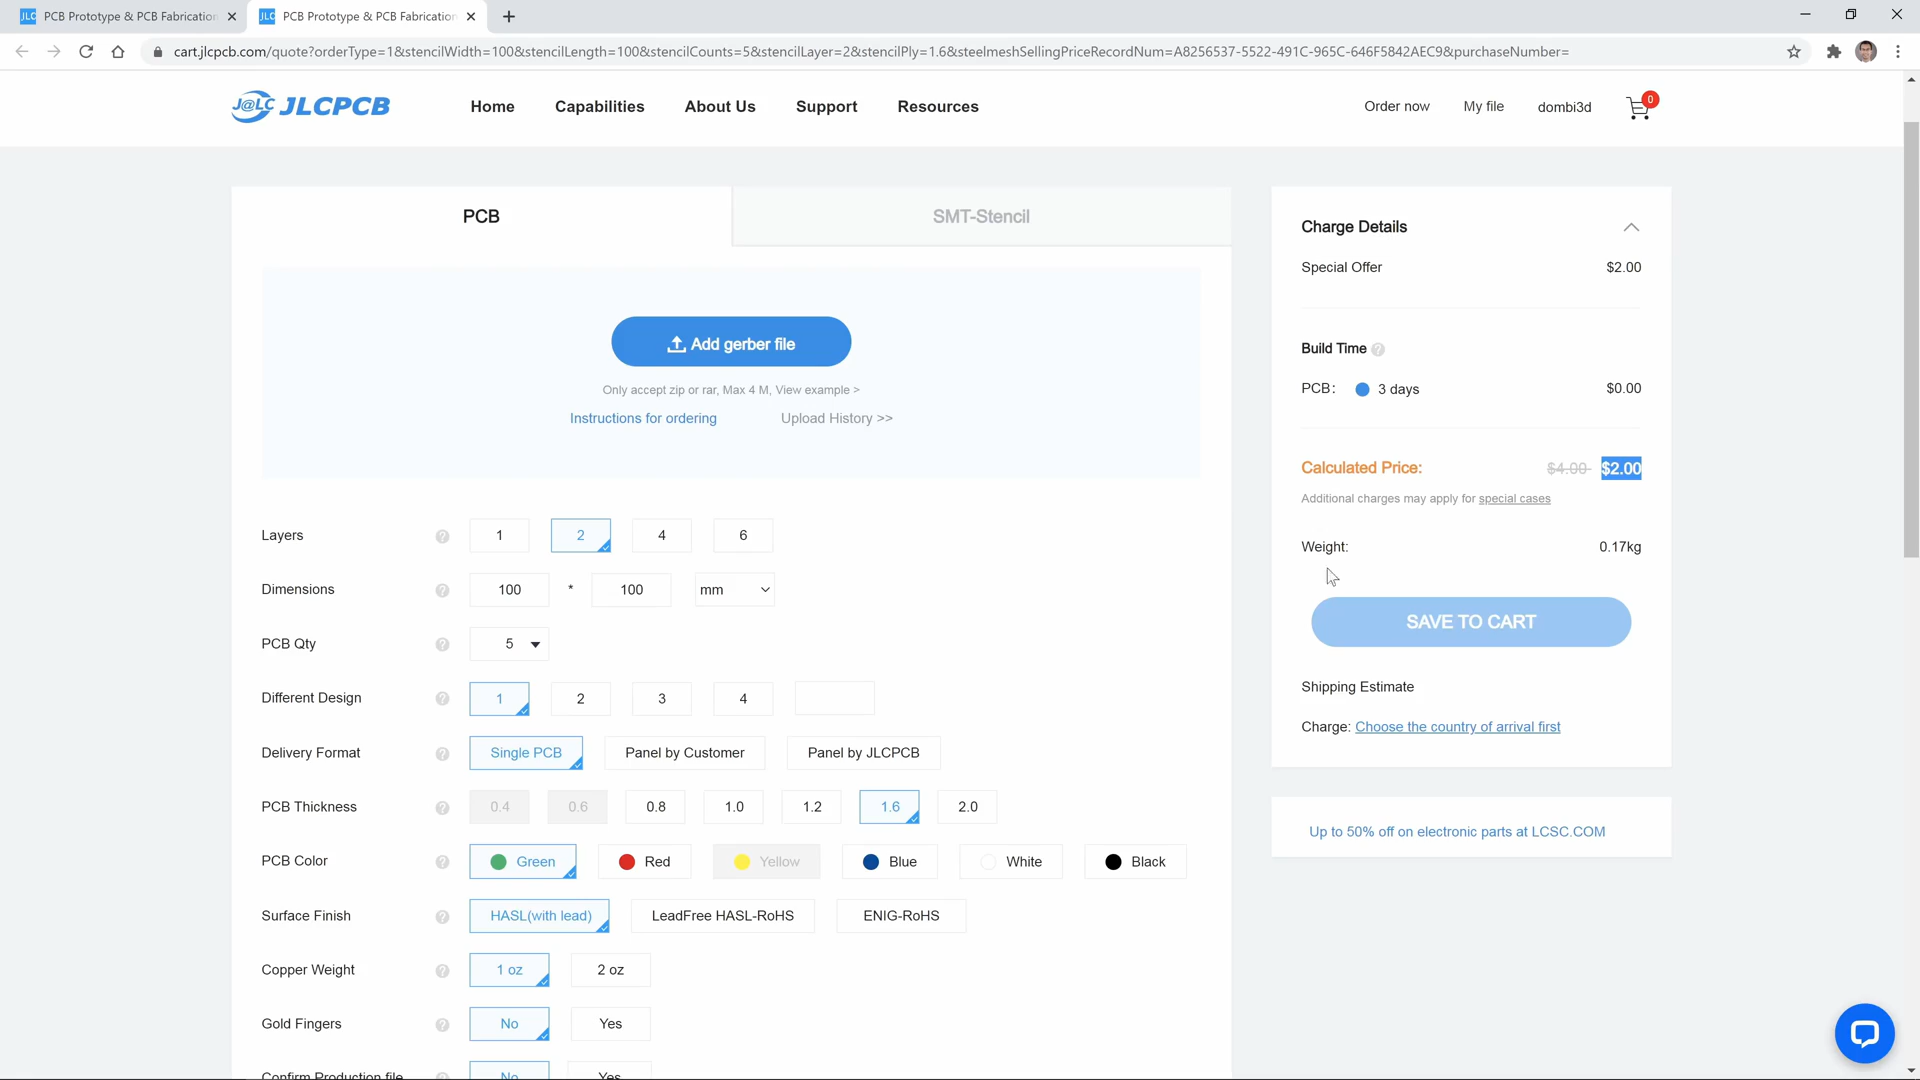 PCB Prototype & PCB Fabrication
PCB Prototype & PCB Fabrication
cart.jlcpcb.com/quote?orderType=1&stencilWidth=100&stencilLength=100&stencilCounts=5&stencilLayer=2&stencilPly=1.6&steelmeshSellingPriceRecordNum=A8256537-5522-491C-965C-646F5842AEC9&purchaseNumber=
J@LC JLCPCB
Home
Capabilities
About Us
Support
Resources
Order now
My file
dombi3d
0
PCB
SMT-Stencil
Add gerber file
Only accept zip or rar, Max 4 M, View example >
Instructions for ordering
Upload History >>
Layers ? 1 2 4 6
Dimensions ? 100 * 100 mm
PCB Qty ? 5
Different Design ? 1 2 3 4
Delivery Format ? Single PCB Panel by Customer Panel by JLCPCB
PCB Thickness ? 0.4 0.6 0.8 1.0 1.2 1.6 2.0
PCB Color ? Green Red Yellow Blue White Black
Surface Finish ? HASL(with lead) LeadFree HASL-RoHS ENIG-RoHS
Copper Weight ? 1 oz 2 oz
Gold Fingers ? No Yes
Confirm Production file ? No Yes
Charge Details
Special Offer $2.00
Build Time ?
PCB: 3 days $0.00
Calculated Price: $4.00 $2.00
Additional charges may apply for special cases
Weight: 0.17kg
SAVE TO CART
Shipping Estimate
Charge: Choose the country of arrival first
Up to 50% off on electronic parts at LCSC.COM